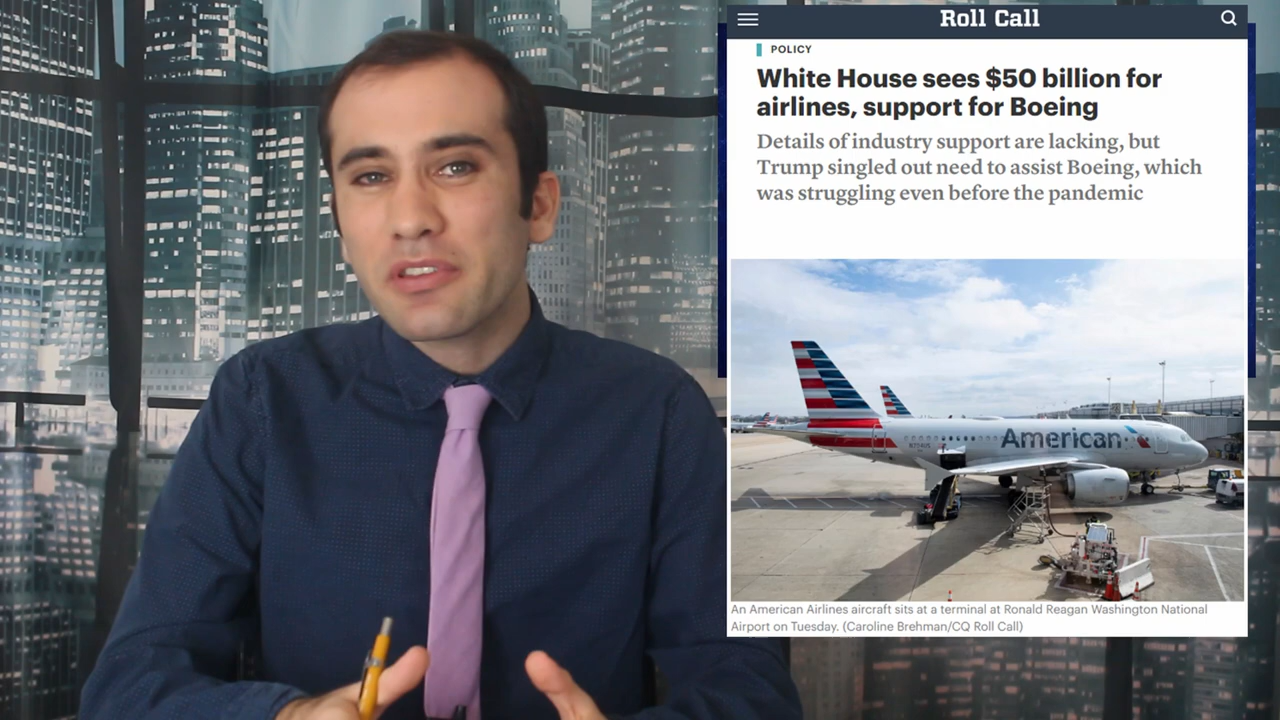 Roll Call
POLICY
White House sees $50 billion for
airlines, support for Boeing
Details of industry support are lacking, but
Trump singled out need to assist Boeing, which
was struggling even before the pandemic
American
An American Airlines aircraft sits at a terminal at Ronald Reagan Washington National
Airport on Tuesday. (Caroline Brehman/CQ Roll Call)